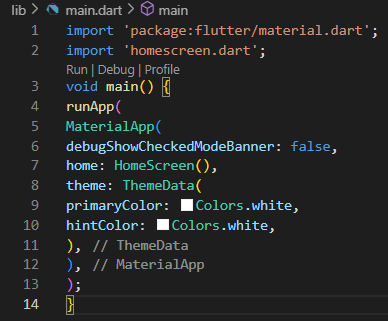 lib > main.dart > main
1 import 'package:flutter/material.dart';
2 import 'homescreen.dart';
Run | Debug | Profile
3 void main() {
4 runApp(
5 MaterialApp(
6 debugShowCheckedModeBanner: false,
7 home: HomeScreen(),
8 theme: ThemeData(
9 primaryColor: Colors.white,
10 hintColor: Colors.white,
11 ), // ThemeData
12 ), // MaterialApp
13 );
14 }